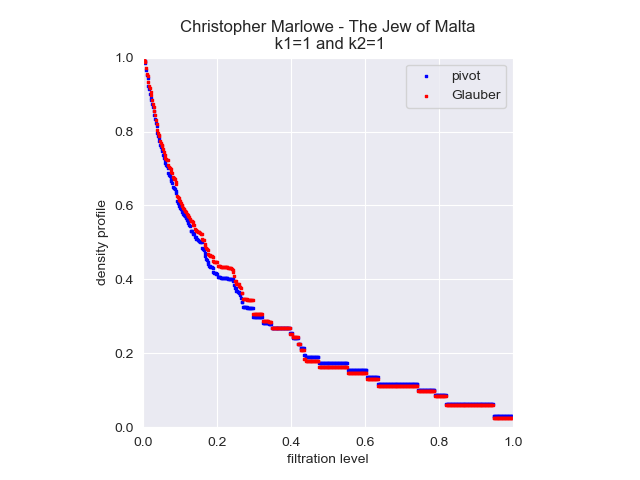 Christopher Marlowe - The Jew of Malta
k1=1 and k2=1
1.0
0.8
0.6
0.4
0.2
0.0
density profile
pivot
Glauber
0.0 0.2 0.4 0.6 0.8 1.0
filtration level